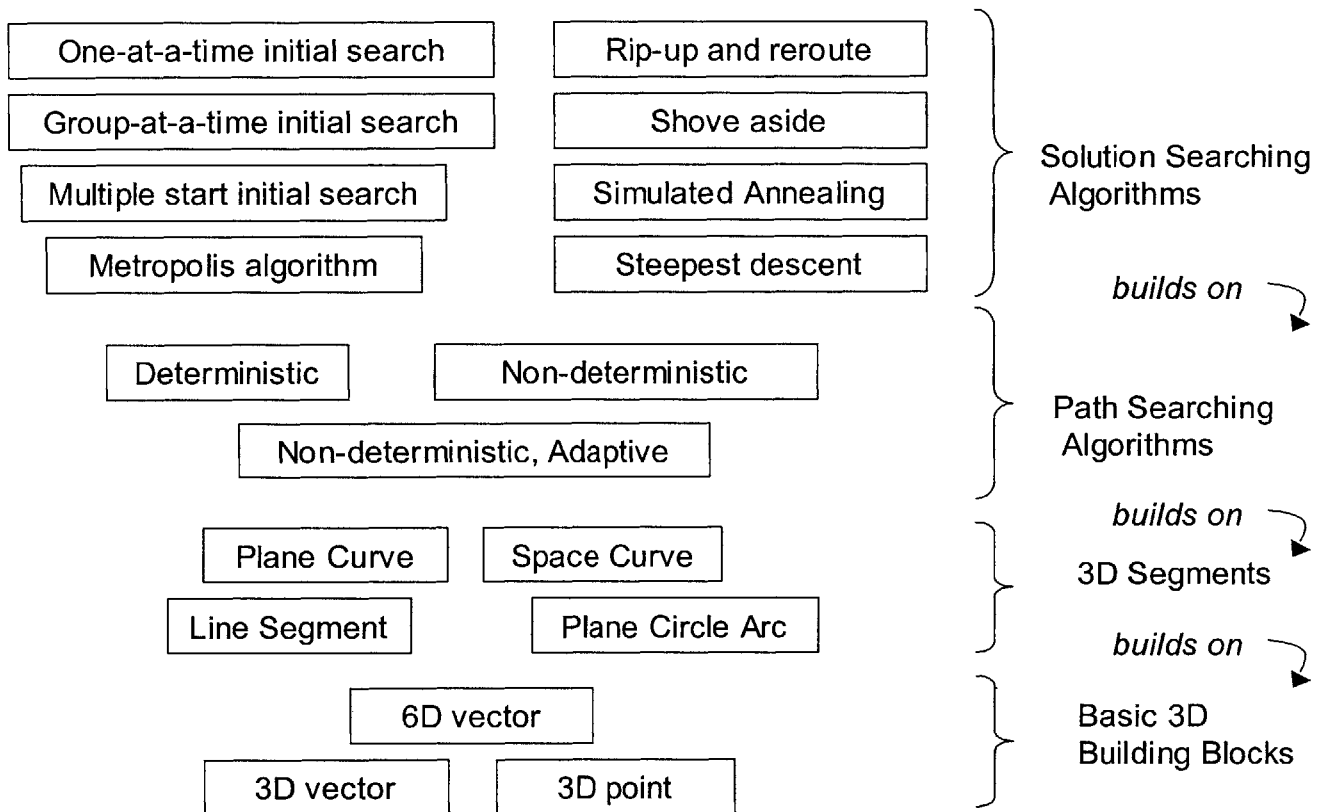 One-at-a-time initial search
Rip-up and reroute
Group-at-a-time initial search
Shove aside
Multiple start initial search
Simulated Annealing
Metropolis algorithm
Steepest descent
Solution Searching
Algorithms
builds on
Deterministic
Non-deterministic
Non-deterministic, Adaptive
Path Searching
Algorithms
builds on
Plane Curve
Space Curve
Line Segment
Plane Circle Arc
3D Segments
builds on
6D vector
3D vector
3D point
Basic 3D
Building Blocks